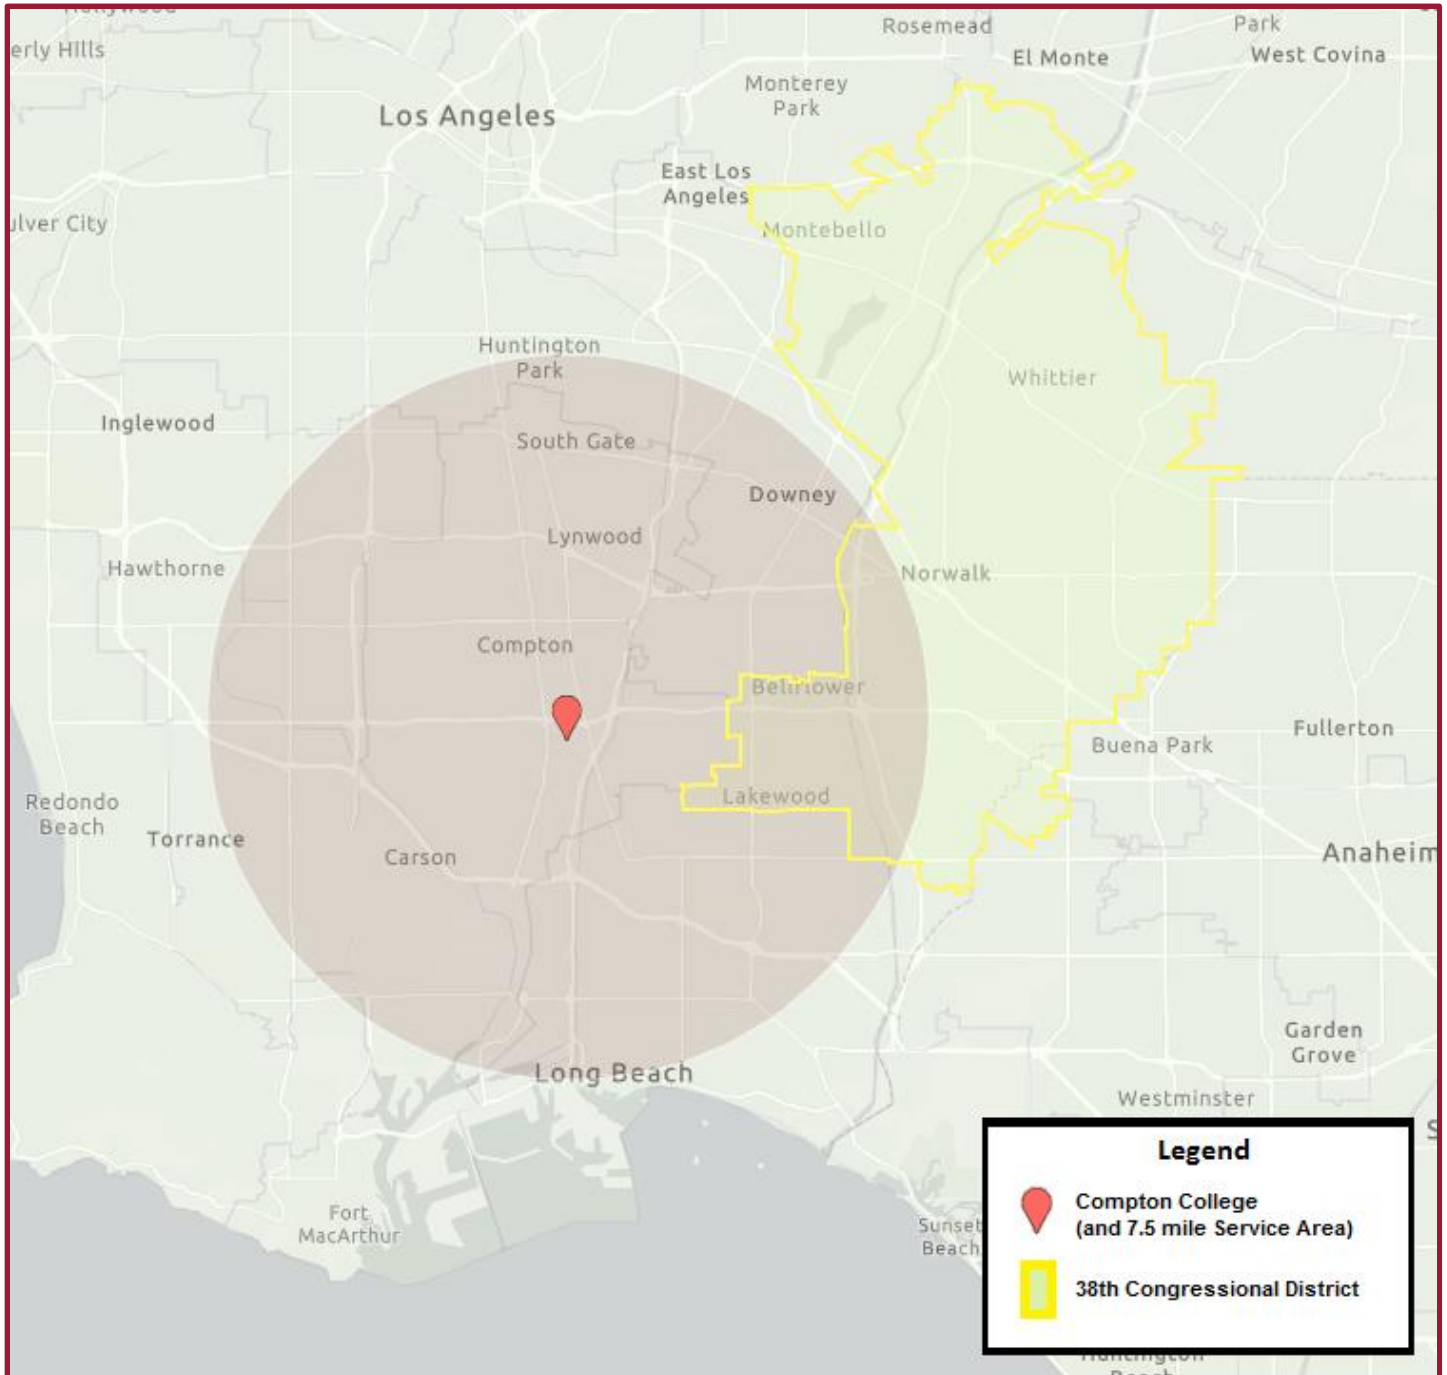 Rosemead
Park
erly Hills
El Monte
West Covina
Monterey
Park
Los Angeles
East Los
Angeles
ulver City
Montebello
Huntington
Park
Whittier
Inglewood
South Gate
Downey
Lynwood
Hawthorne
Norwalk
Compton
Bellflower
Fullerton
Buena Park
Redondo
Beach
Lakewood
Torrance
Carson
Anaheim
Garden
Grove
Long Beach
Westminster
S
Legend
Compton College
(and 7.5 mile Service Area)
Fort
MacArthur
Sunset
Beach
38th Congressional District
Huntington